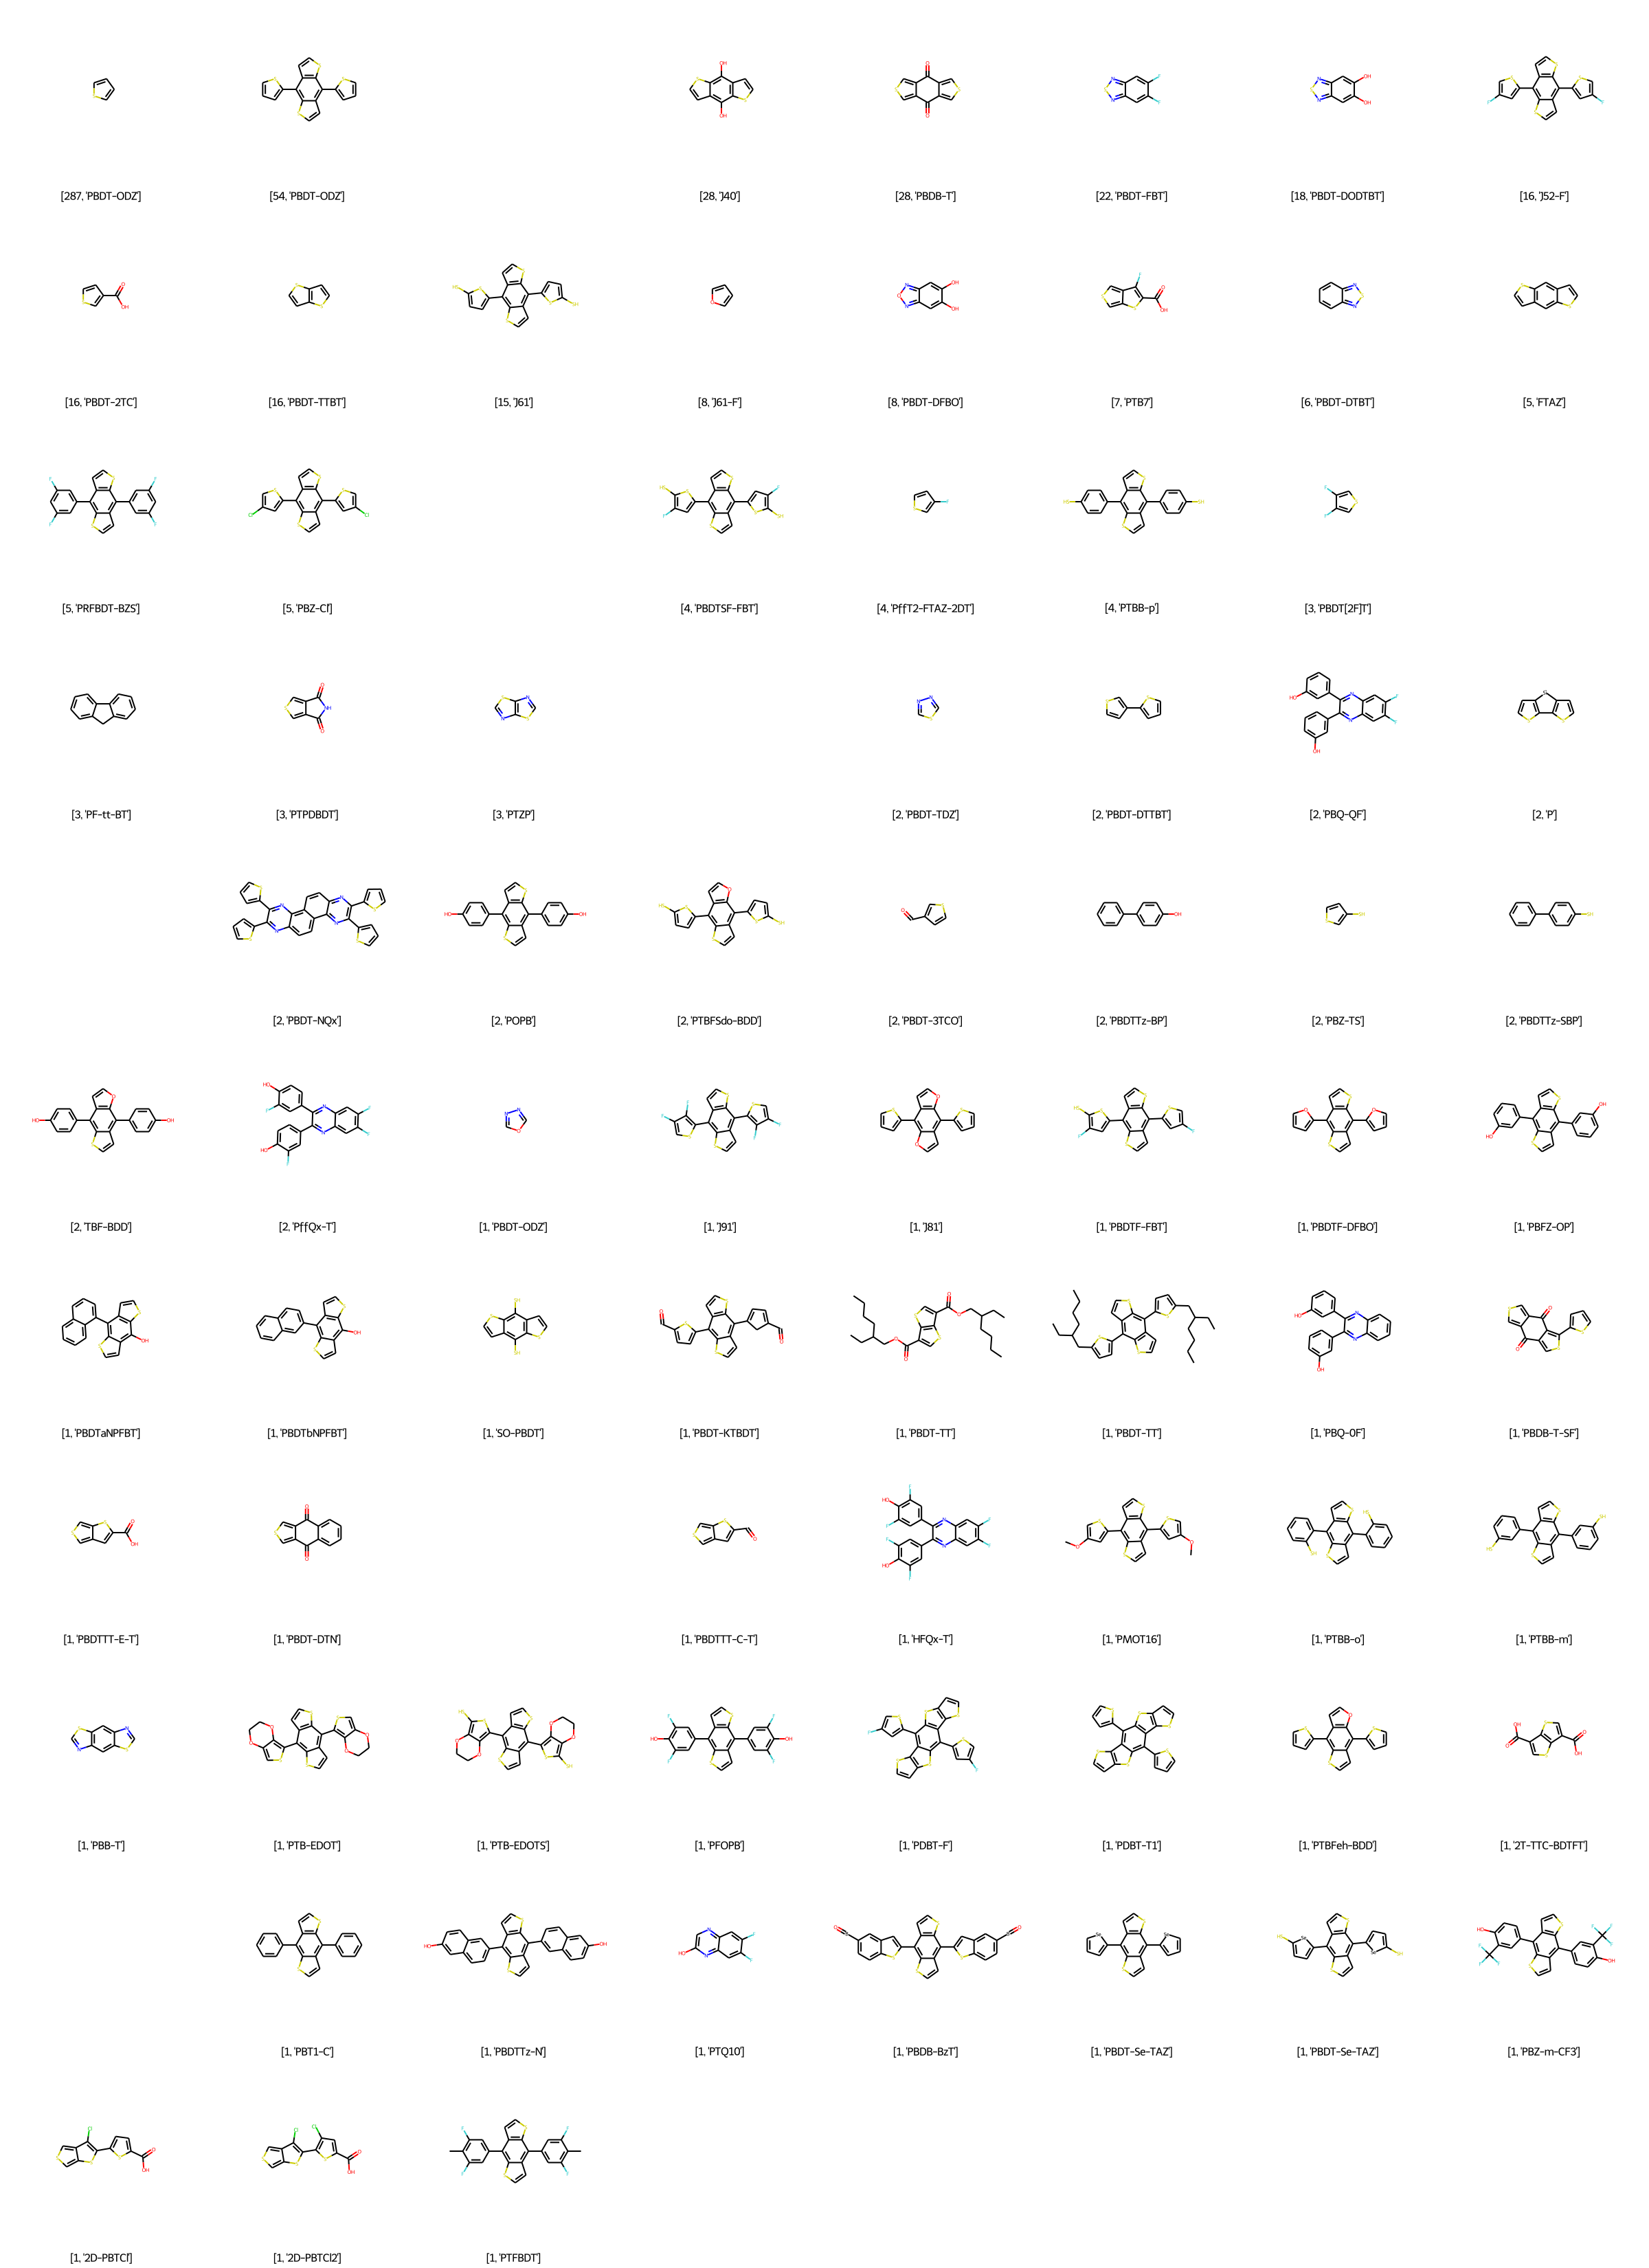 [287, 'PBDT-ODZ'] [54, 'PBDT-ODZ'] [28, 'J40'] [28, 'PBDB-T'] [22, 'PBDT-FBT'] [18, 'PBDT-DODTBT'] [16, 'J52-F']
[16, 'PBDT-2TC'] [16, 'PBDT-TTBT'] [15, 'J61'] [8, 'J61-F'] [8, 'PBDT-DFBO'] [7, 'PTB7'] [6, 'PBDT-DTBT'] [5, 'FTAZ']
[5, 'PRFBDT-BZS'] [5, 'PBZ-Cl'] [4, 'PBDTSF-FBT'] [4, 'PffT2-FTAZ-2DT'] [4, 'PTBB-p'] [3, 'PBDT[2F]T']
[3, 'PF-tt-BT'] [3, 'PTPDBDT'] [3, 'PTZP'] [2, 'PBDT-TDZ'] [2, 'PBDT-DTTBT'] [2, 'PBQ-QF'] [2, 'P']
[2, 'PBDT-NQx'] [2, 'POPB'] [2, 'PTBFSdo-BDD'] [2, 'PBDT-3TCO'] [2, 'PBDTTz-BP'] [2, 'PBZ-TS'] [2, 'PBDTTz-SBP']
[2, 'TBF-BDD'] [2, 'PffQx-T'] [1, 'PBDT-ODZ'] [1, 'J91'] [1, 'J81'] [1, 'PBDTF-FBT'] [1, 'PBDTF-DFBO'] [1, 'PBFZ-OP']
[1, 'PBDTaNPFBT'] [1, 'PBDTbNPFBT'] [1, 'SO-PBDT'] [1, 'PBDT-KTBDT'] [1, 'PBDT-TT'] [1, 'PBDT-TT'] [1, 'PBQ-0F'] [1, 'PBDB-T-SF']
[1, 'PBDTTT-E-T'] [1, 'PBDT-DTN'] [1, 'PBDTTT-C-T'] [1, 'HFQx-T'] [1, 'PMOT16'] [1, 'PTBB-o'] [1, 'PTBB-m']
[1, 'PBB-T'] [1, 'PTB-EDOT'] [1, 'PTB-EDOTS'] [1, 'PFOPB'] [1, 'PDBT-F'] [1, 'PDBT-T1'] [1, 'PTBFeh-BDD'] [1, '2T-TTC-BDTFT']
[1, 'PBT1-C'] [1, 'PBDTTz-N'] [1, 'PTQ10'] [1, 'PBDB-BzT'] [1, 'PBDT-Se-TAZ'] [1, 'PBDT-Se-TAZ'] [1, 'PBZ-m-CF3']
[1, '2D-PBTCl'] [1, '2D-PBTCl2'] [1, 'PTFBDT']